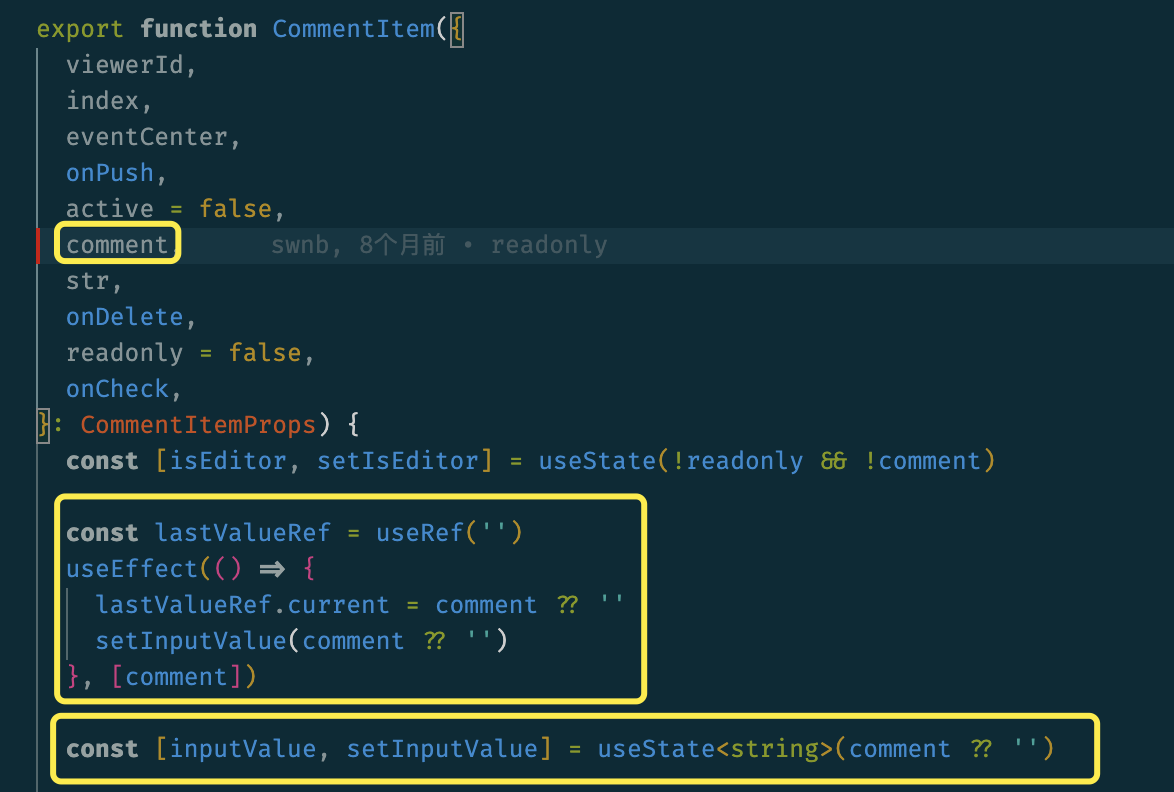 export function CommentItem({
viewerId,
index,
eventCenter,
onPush,
active = false,
comment, swnb, 8个月前 • readonly
str,
onDelete,
readonly = false,
onCheck,
}: CommentItemProps) {
const [isEditor, setIsEditor] = useState(!readonly && !comment)
const lastValueRef = useRef('')
useEffect(() => {
lastValueRef.current = comment ?? ''
setInputValue(comment ?? '')
}, [comment])
const [inputValue, setInputValue] = useState<string>(comment ?? '')